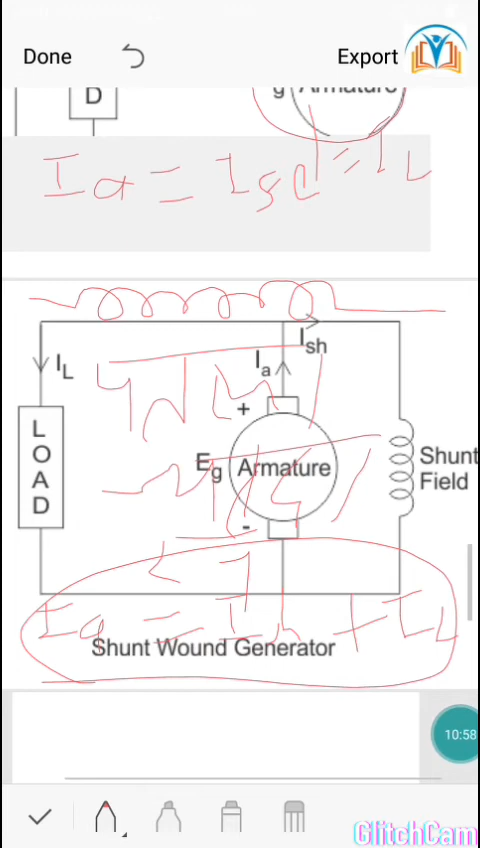 Done
Export
D
g Armature
Ia = Ise = IL
Ish
IL
Ia
+
LOAD
Eg
Armature
Shunt
Field
-
Ia = Ish + IL
Shunt Wound Generator
10:58
GlitchCam